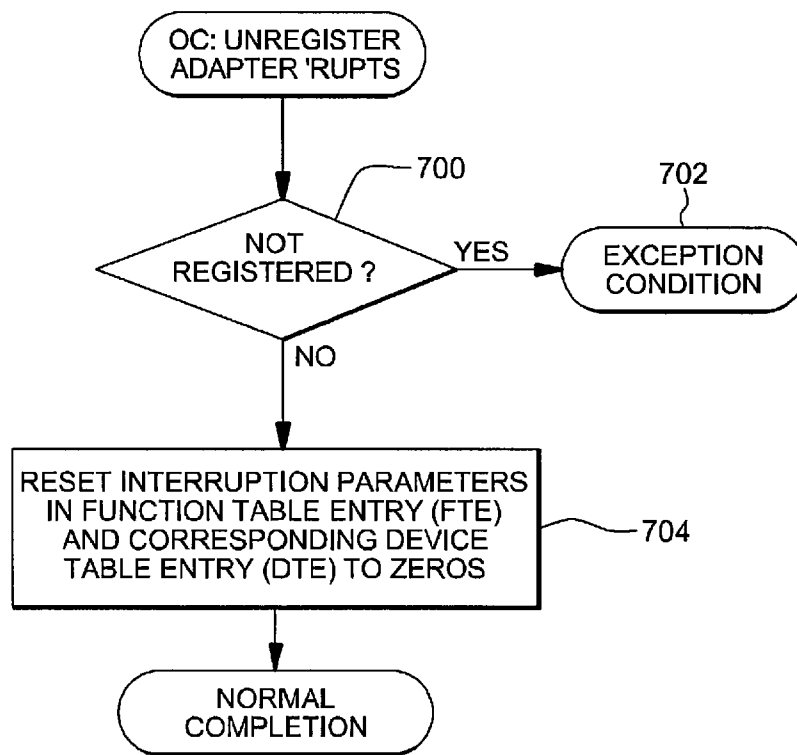 OC: UNREGISTER
ADAPTER 'RUPTS
700
702
NOT
REGISTERED ?
YES
EXCEPTION
CONDITION
NO
RESET INTERRUPTION PARAMETERS
IN FUNCTION TABLE ENTRY (FTE)
AND CORRESPONDING DEVICE
TABLE ENTRY (DTE) TO ZEROS
704
NORMAL
COMPLETION